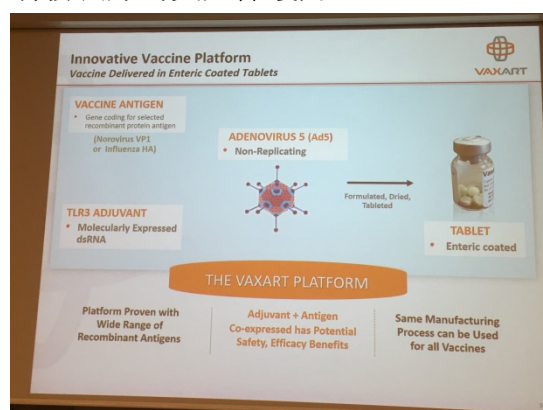 Innovative Vaccine Platform
Vaccine Delivered in Enteric Coated Tablets
VAXART
VACCINE ANTIGEN
• Gene coding for selected
recombinant protein antigen
(Norovirus VP1
or Influenza HA)
ADENOVIRUS 5 (Ad5)
• Non-Replicating
TLR3 ADJUVANT
• Molecularly Expressed
dsRNA
Formulated, Dried,
Tableted
TABLET
• Enteric coated
THE VAXART PLATFORM
Platform Proven with
Wide Range of
Recombinant Antigens
Adjuvant + Antigen
Co-expressed has Potential
Safety, Efficacy Benefits
Same Manufacturing
Process can be Used
for all Vaccines